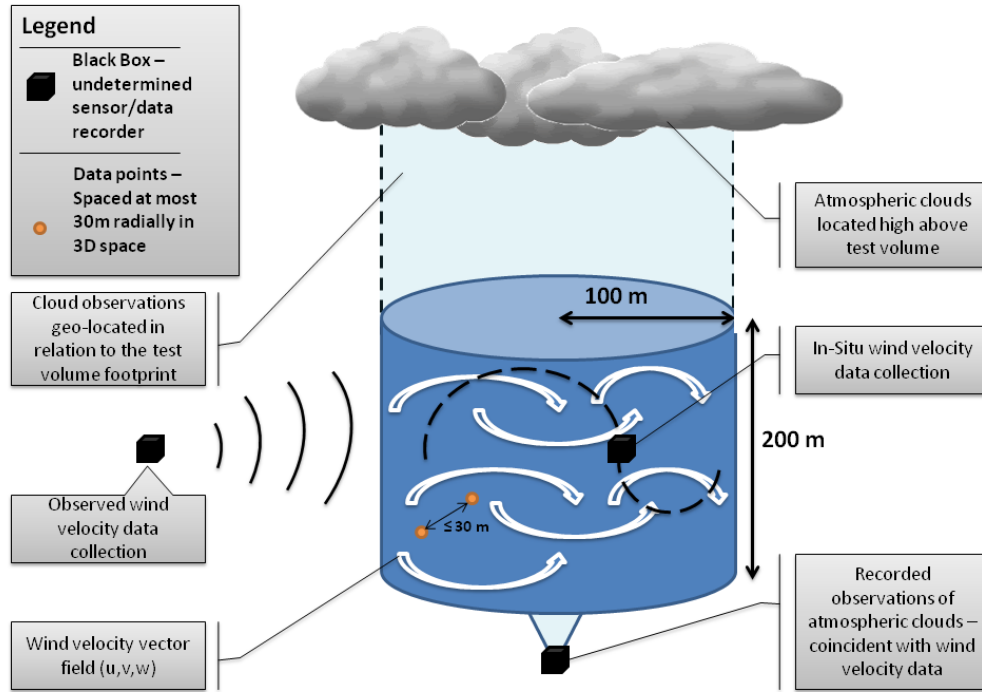 Legend
Black Box –
undetermined
sensor/data
recorder
Data points –
Spaced at most
30m radially in
3D space
Cloud observations
geo-located in
relation to the test
volume footprint
Observed wind
velocity data
collection
Wind velocity vector
field (u,v,w)
100 m
200 m
≤30 m
Atmospheric clouds
located high above
test volume
In-Situ wind velocity
data collection
Recorded
observations of
atmospheric clouds –
coincident with wind
velocity data